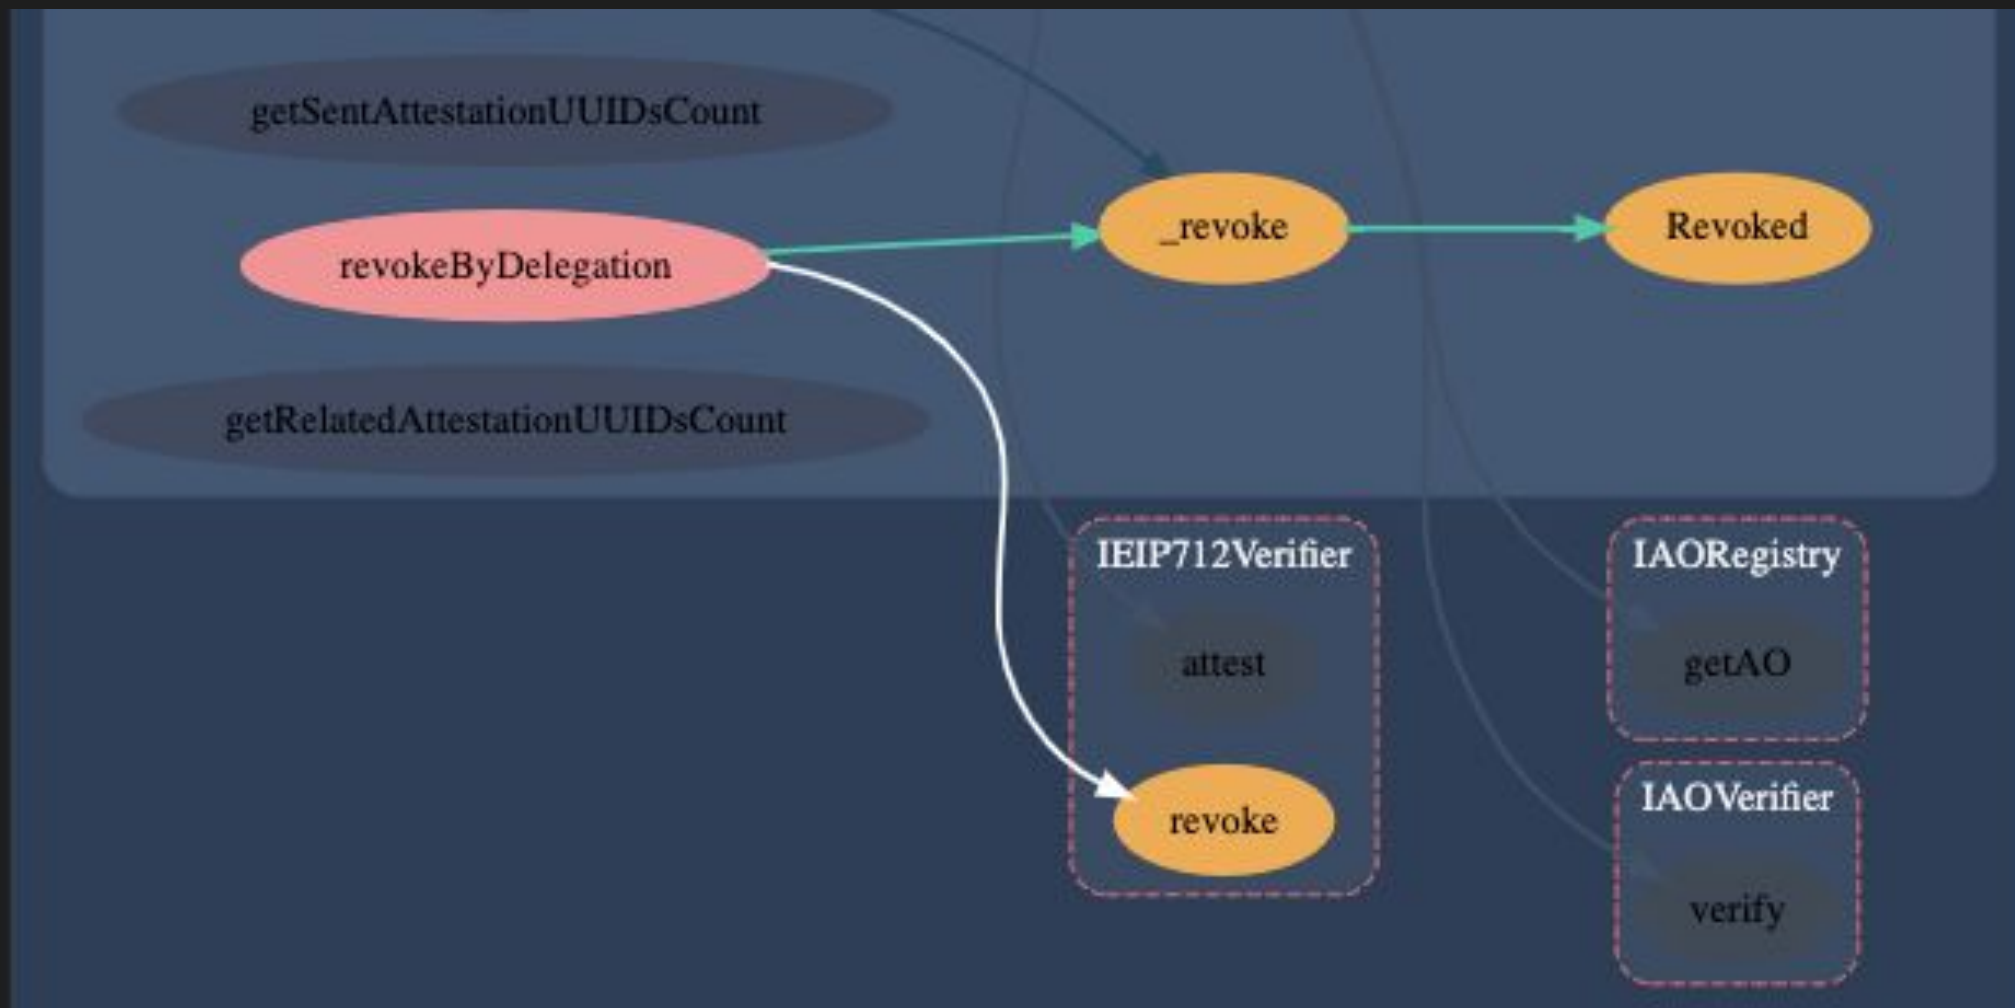 getSentAttestationUUIDsCount
revokeByDelegation
_revoke
Revoked
getRelatedAttestationUUIDsCount
IEIP712Verifier
attest
revoke
IAORegistry
getAO
IAOVerifier
verify